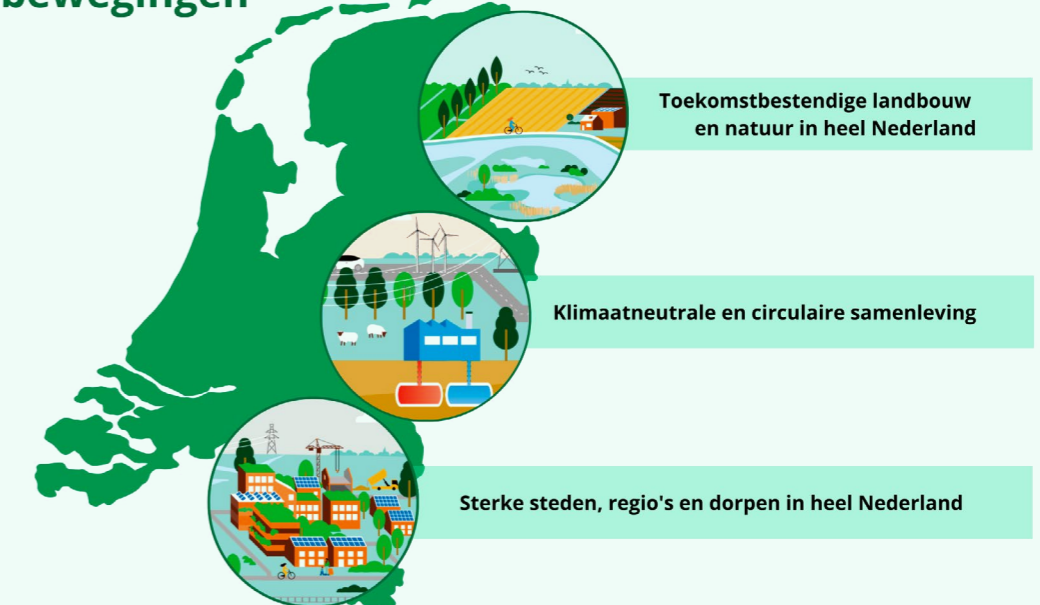 bewegingen
Toekomstbestendige landbouw
en natuur in heel Nederland
Klimaatneutrale en circulaire samenleving
Sterke steden, regio's en dorpen in heel Nederland